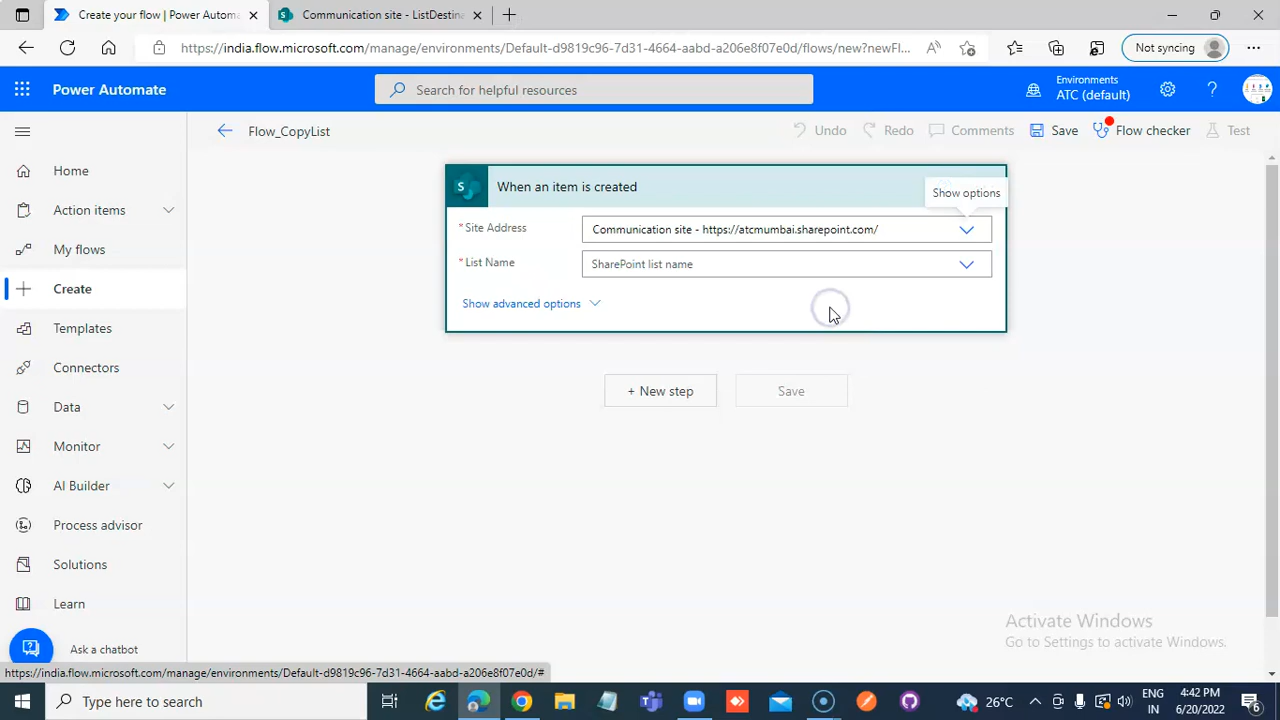 Create your flow | Power Automa
Communication site - ListDestina
https://india.flow.microsoft.com/manage/environments/Default-d9819c96-7d31-4664-aabd-a206e8f07e0d/flows/new?newFl...
Not syncing
Power Automate
Search for helpful resources
Environments
ATC (default)
Flow_CopyList
Undo
Redo
Comments
Save
Flow checker
Test
Home
Action items
My flows
Create
Templates
Connectors
Data
Monitor
AI Builder
Process advisor
Solutions
Learn
Ask a chatbot
When an item is created
Show options
* Site Address
Communication site - https://atcmumbai.sharepoint.com/
* List Name
SharePoint list name
Show advanced options
+ New step
Save
Activate Windows
Go to Settings to activate Windows.
https://india.flow.microsoft.com/manage/environments/Default-d9819c96-7d31-4664-aabd-a206e8f07e0d/#
Type here to search
26°C
ENG
IN
4:42 PM
6/20/2022
6